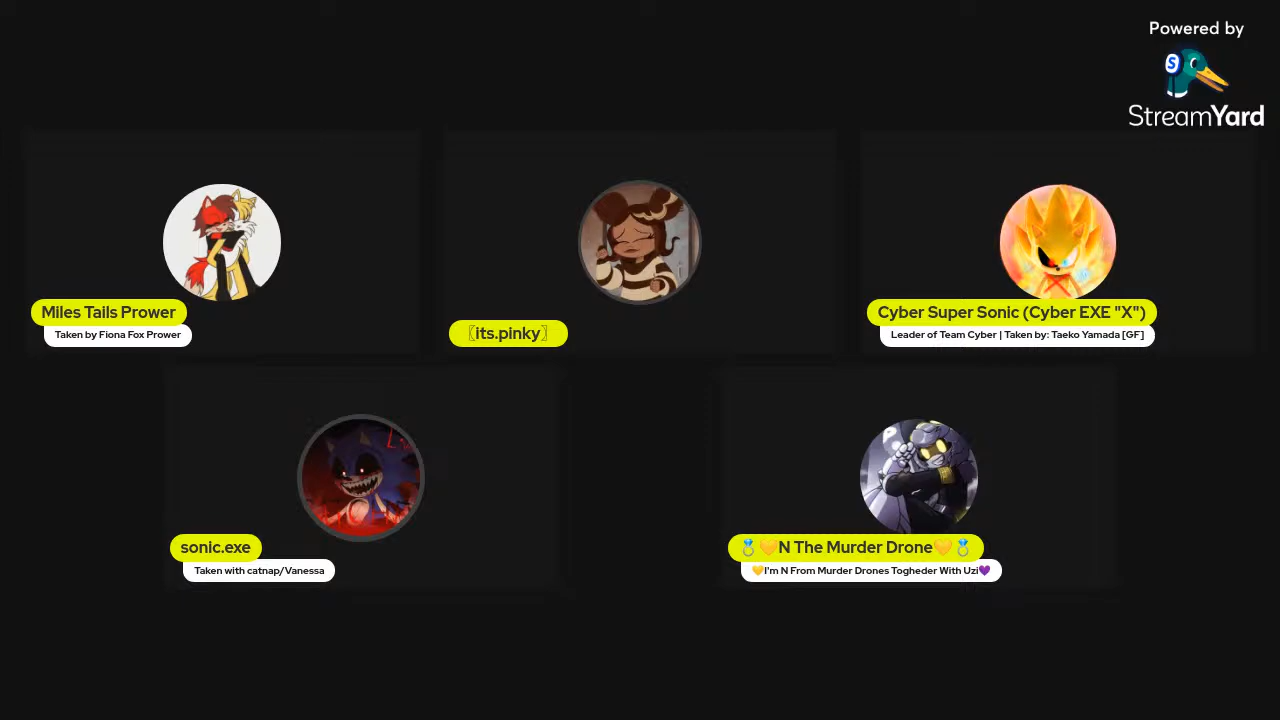 Powered by
S
StreamYard
Miles Tails Prower
Taken by Fiona Fox Prower
〖its.pinky〗
Cyber Super Sonic (Cyber EXE "X")
Leader of Team Cyber | Taken by: Taeko Yamada [GF]
sonic.exe
Taken with catnap/Vanessa
💍💛N The Murder Drone💛💍
💛I'm N From Murder Drones Togheder With Uzi💜